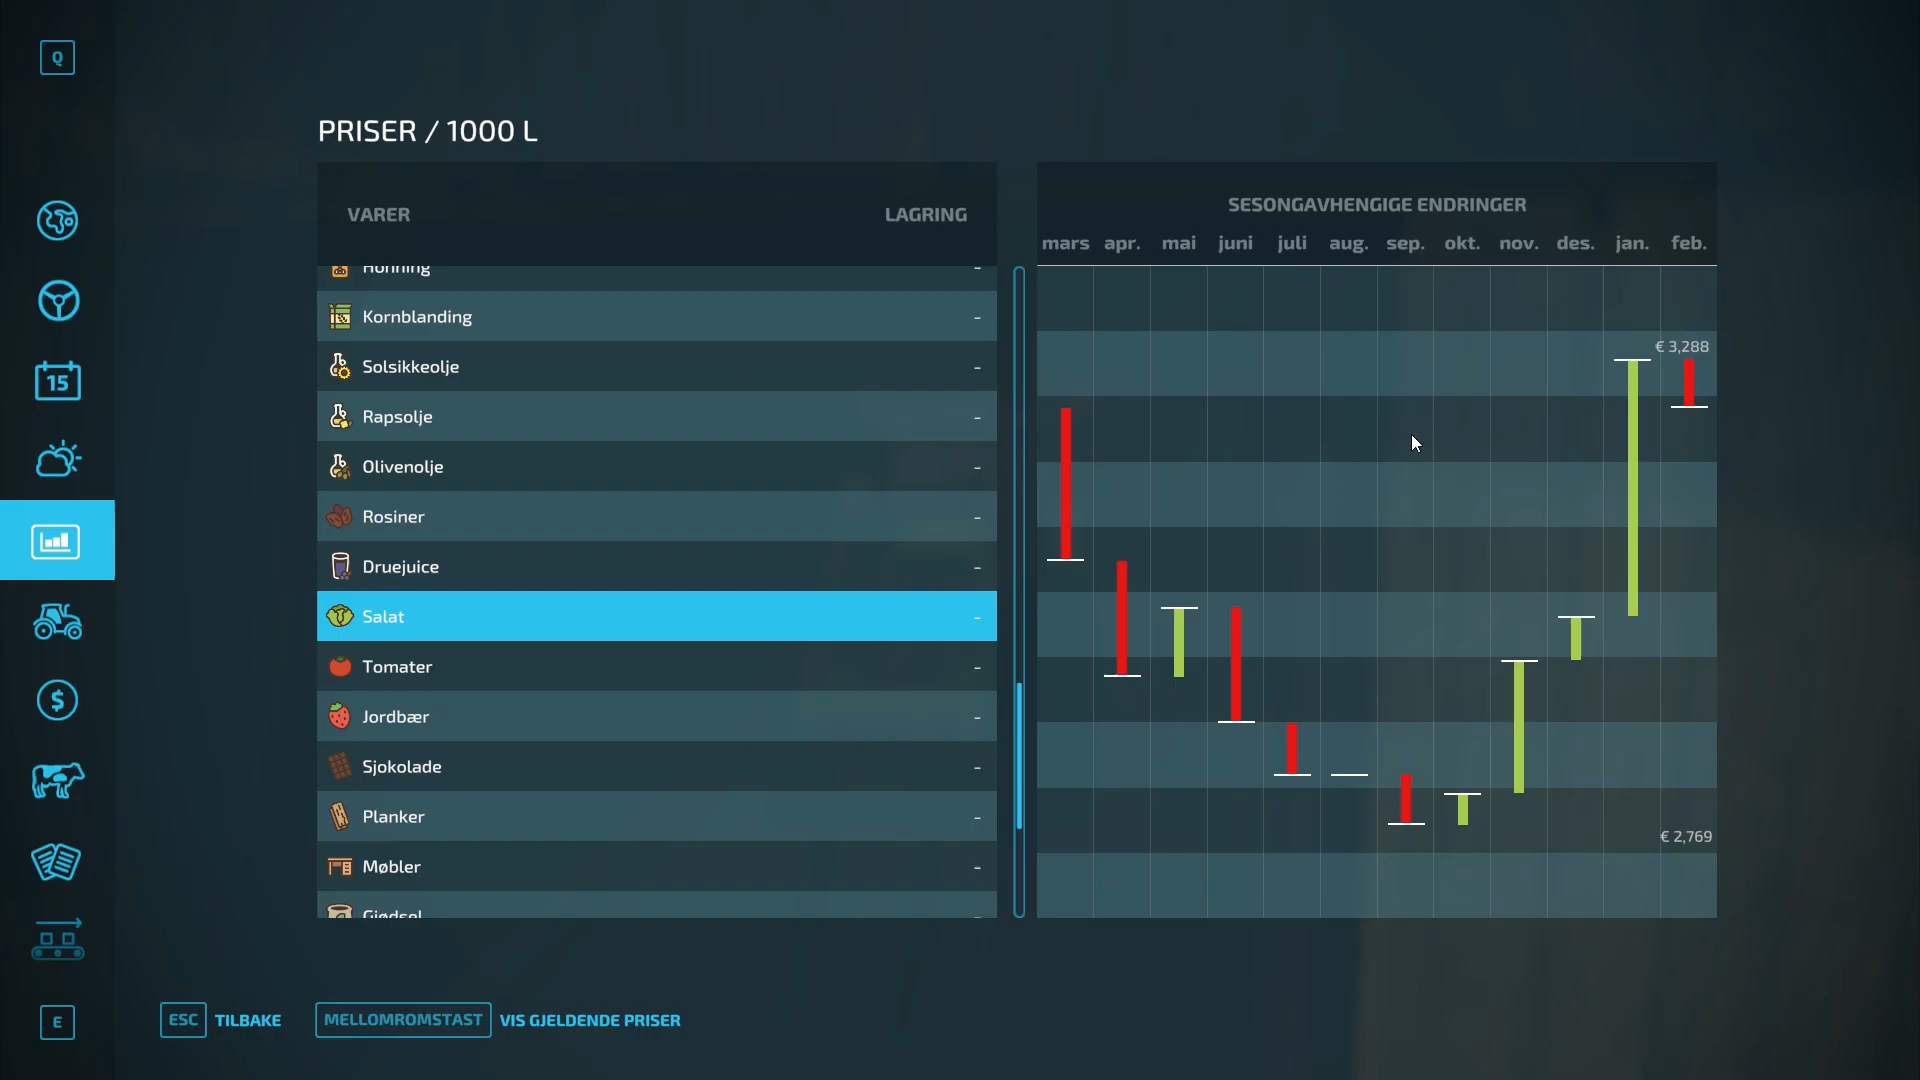 Q
PRISER / 1000 L
VARER LAGRING
SESONGAVHENGIGE ENDRINGER
mars apr. mai juni juli aug. sep. okt. nov. des. jan. feb.
Honning -
Kornblanding -
Solsikkeolje -
Rapsolje -
Olivenolje -
Rosiner -
Druejuice -
Salat -
Tomater -
Jordbær -
Sjokolade -
Planker -
Møbler -
Gjødsel -
€ 3,288
€ 2,769
15
$
E
ESC TILBAKE MELLOMROMSTAST VIS GJELDENDE PRISER